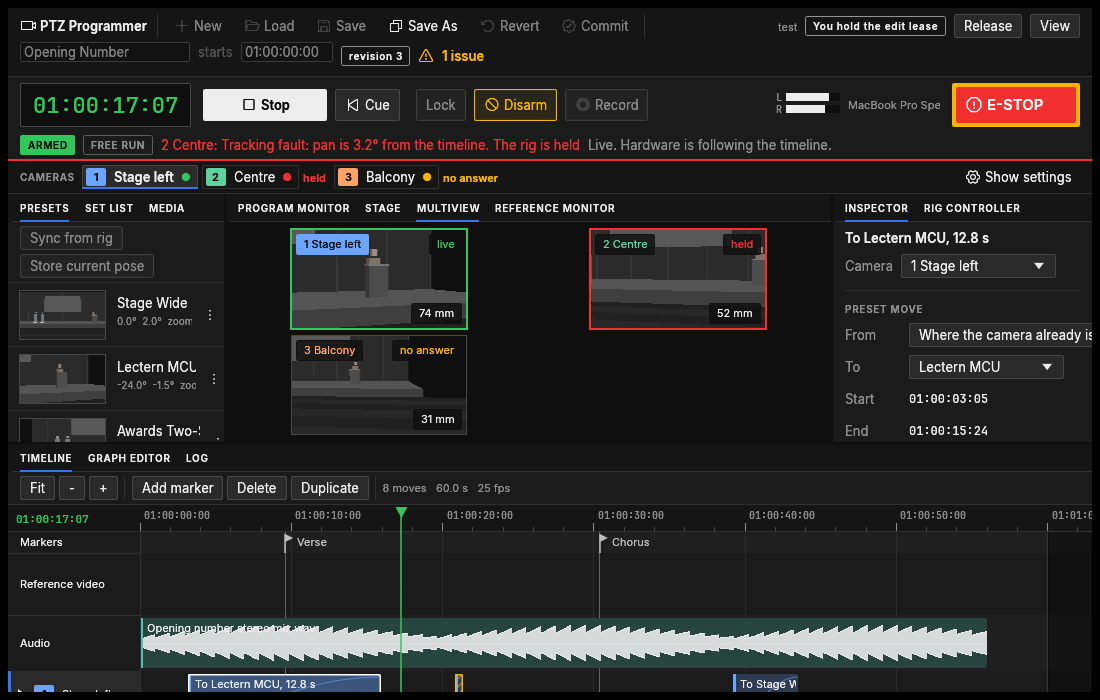 PTZ Programmer New Load Save Save As Revert Commit test You hold the edit lease Release View
Opening Number starts 01:00:00:00 revision 3 1 issue
01:00:17:07 Stop Cue Lock Disarm Record L R MacBook Pro Spe E-STOP
ARMED FREE RUN 2 Centre: Tracking fault: pan is 3.2° from the timeline. The rig is held Live. Hardware is following the timeline.
CAMERAS 1 Stage left 2 Centre held 3 Balcony no answer Show settings
PRESETS SET LIST MEDIA
Sync from rig
Store current pose
Stage Wide
0.0° 2.0° zoom
Lectern MCU
-24.0° -1.5° zoo
Awards Two-S
PROGRAM MONITOR STAGE MULTIVIEW REFERENCE MONITOR
1 Stage left live
74 mm
2 Centre held
52 mm
3 Balcony no answer
31 mm
INSPECTOR RIG CONTROLLER
To Lectern MCU, 12.8 s
Camera 1 Stage left
PRESET MOVE
From Where the camera already is
To Lectern MCU
Start 01:00:03:05
End 01:00:15:24
TIMELINE GRAPH EDITOR LOG
Fit - + Add marker Delete Duplicate 8 moves 60.0 s 25 fps
01:00:17:07 01:00:00:00 01:00:10:00 01:00:20:00 01:00:30:00 01:00:40:00 01:00:50:00 01:01:0
Markers Verse Chorus
Reference video
Audio Opening number stereo mix.wav
To Lectern MCU, 12.8 s To Stage W